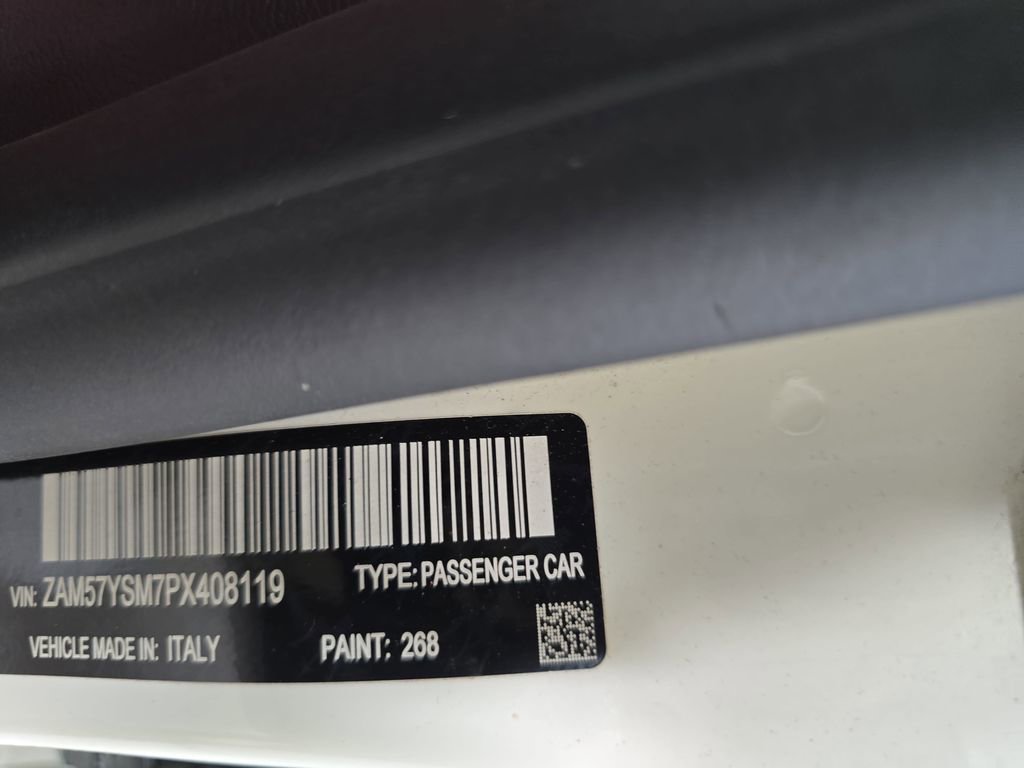 VIN: ZAM57YSM7PX408119 TYPE: PASSENGER CAR
VEHICLE MADE IN: ITALY PAINT: 268